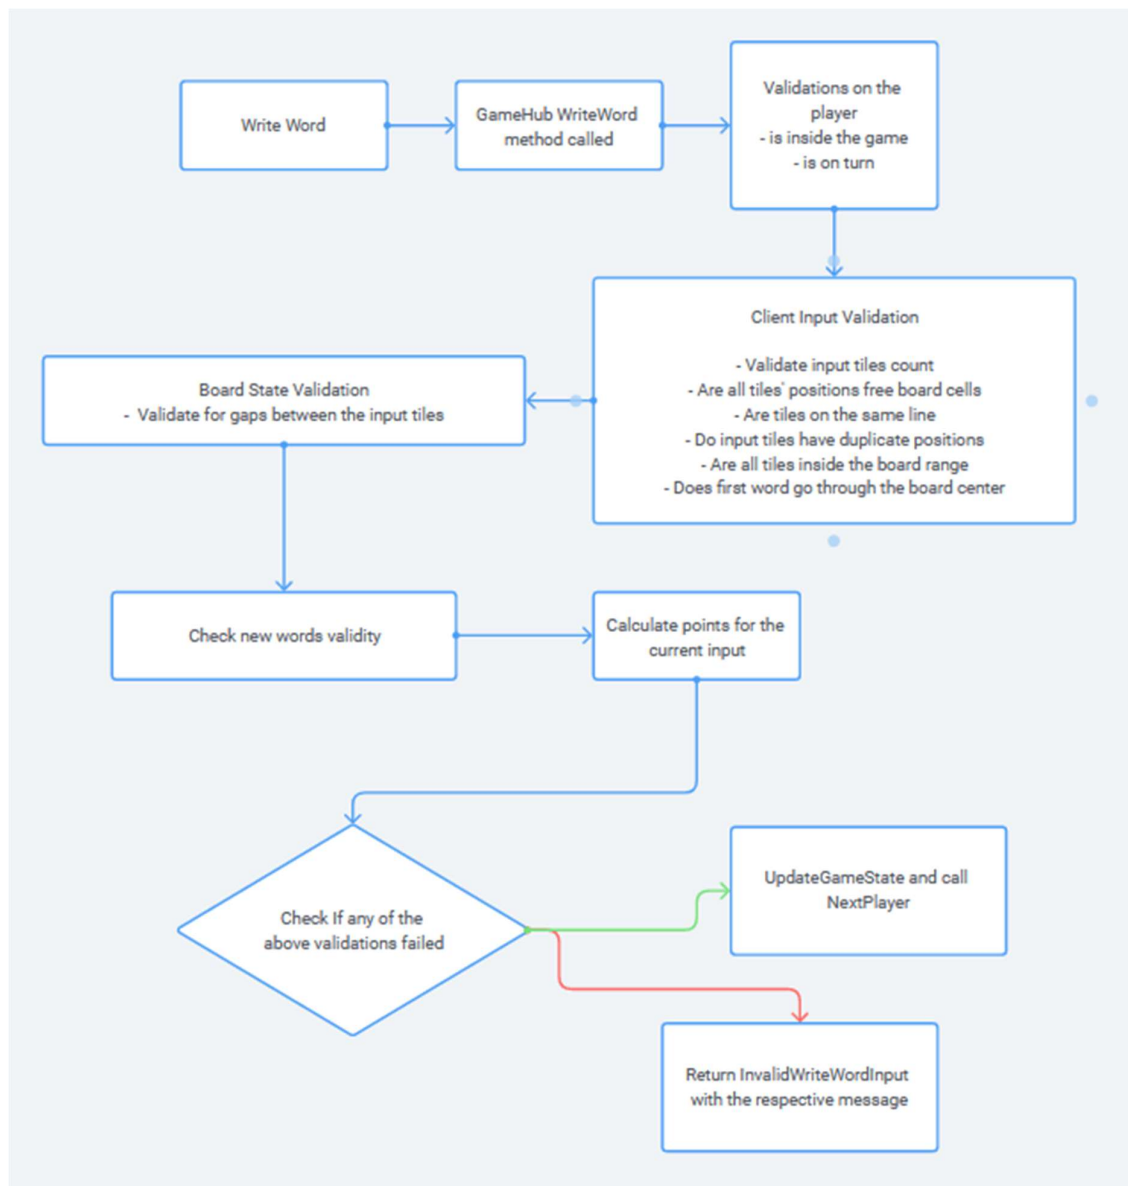 Write Word
GameHub WriteWord
method called
Validations on the
player
- is inside the game
- is on turn
Client Input Validation
- Validate input tiles count
- Are all tiles` positions free board cells
- Are tiles on the same line
- Do input tiles have duplicate positions
- Are all tiles inside the board range
- Does first word go through the board center
Board State Validation
- Validate for gaps between the input tiles
Check new words validity
Calculate points for the
current input
Check If any of the
above validations failed
UpdateGameState and call
NextPlayer
Return InvalidWriteWordInput
with the respective message